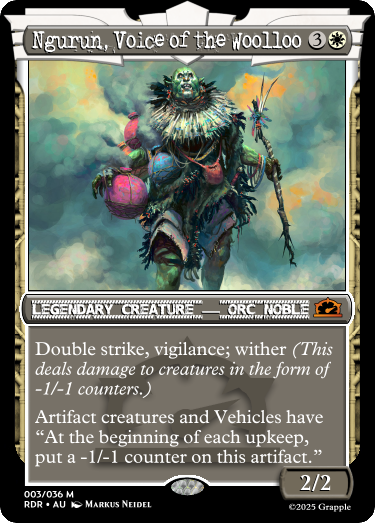 Ngurun, Voice of the Woolloo 3
Legendary Creature — Orc Noble
Double strike, vigilance; wither (This
deals damage to creatures in the form of
-1/-1 counters.)
Artifact creatures and Vehicles have
“At the beginning of each upkeep,
put a -1/-1 counter on this artifact.”
2/2
003/036 M
RDR • AU Markus Neidel
©2025 Grapple